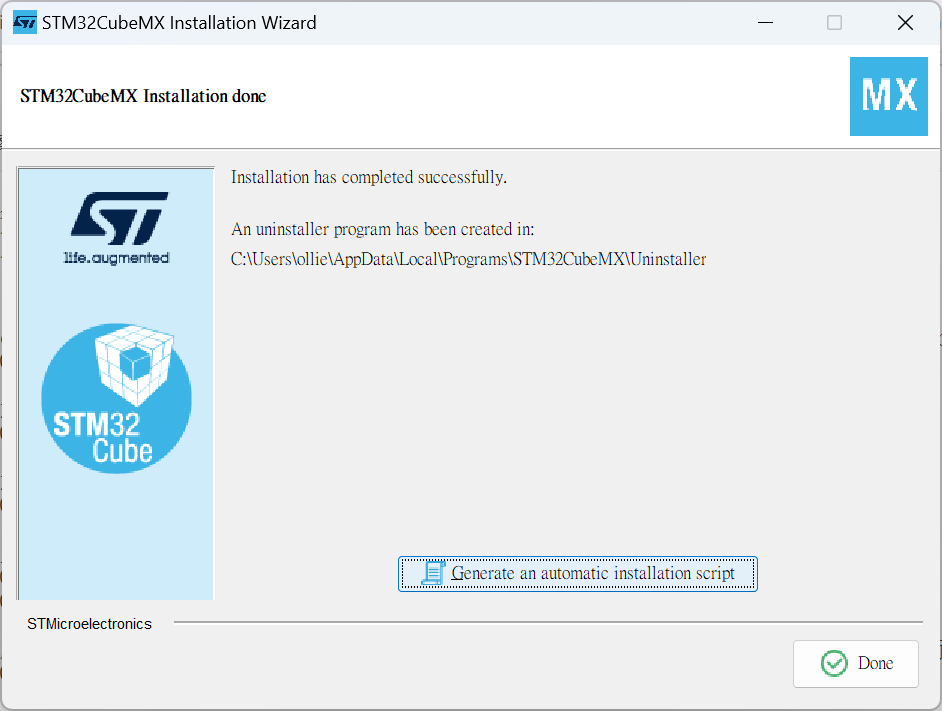 STM32CubeMX Installation Wizard
STM32CubeMX Installation done
MX
ST
life.augmented
STM32
Cube
Installation has completed successfully.
An uninstaller program has been created in:
C:\Users\ollie\AppData\Local\Programs\STM32CubeMX\Uninstaller
Generate an automatic installation script
STMicroelectronics
Done